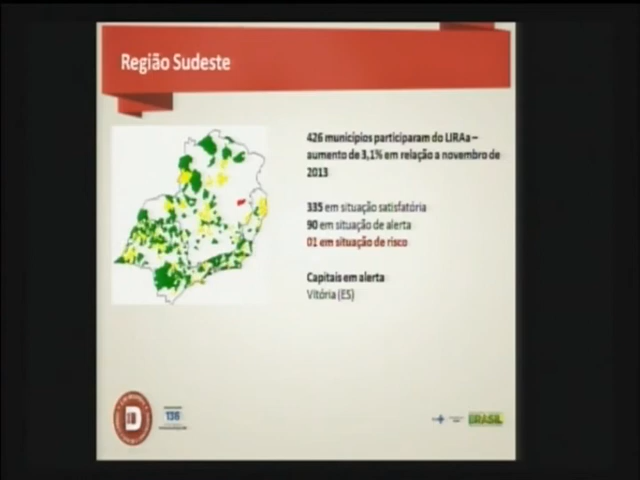 Região Sudeste
426 municípios participaram do LIRAa –
aumento de 3,1% em relação a novembro de
2013
335 em situação satisfatória
90 em situação de alerta
01 em situação de risco
Capitais em alerta
Vitória (ES)
D
136
BRASIL